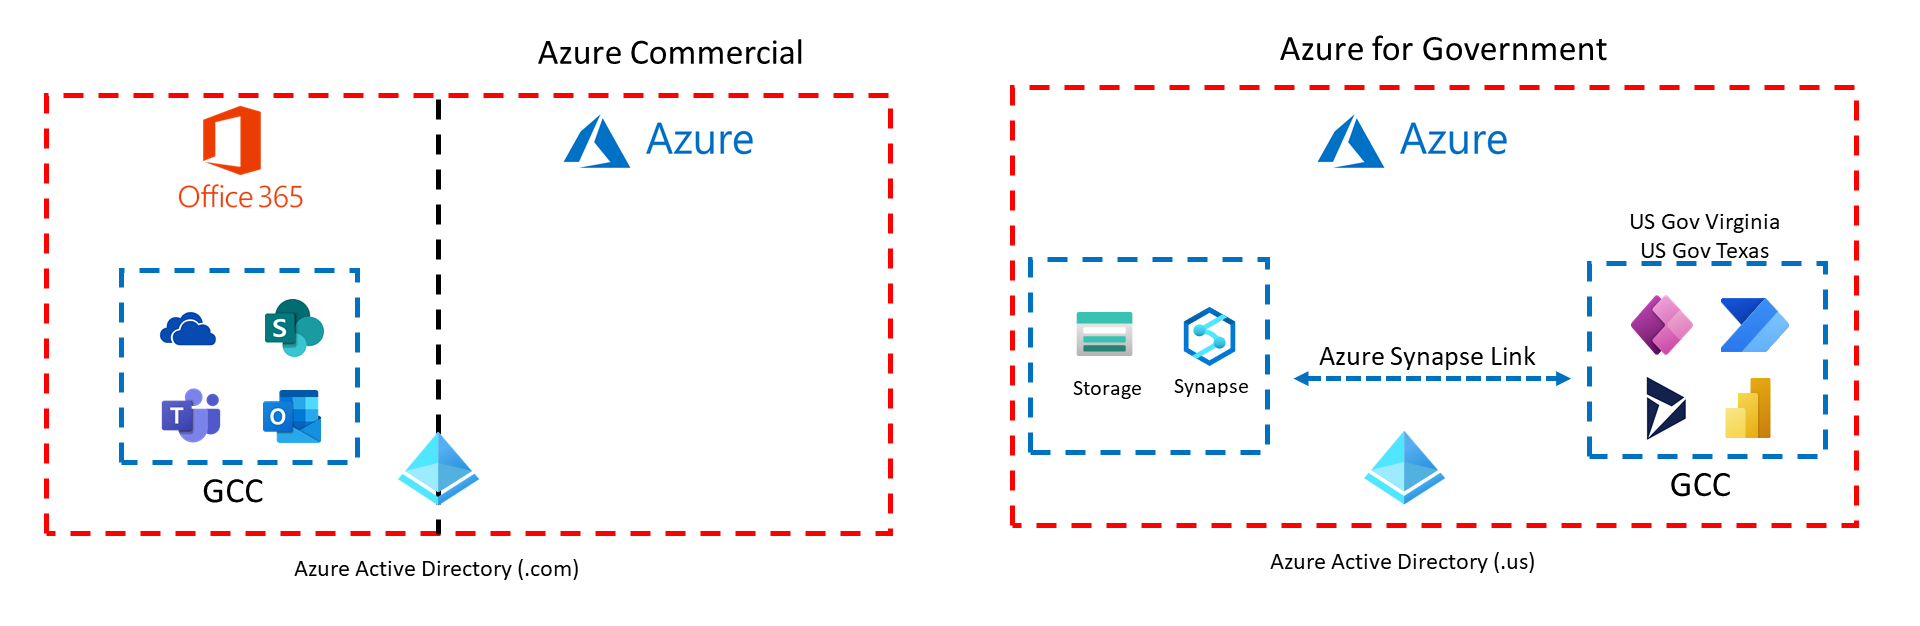 Azure Commercial
Office 365
Azure
S
T
O
GCC
Azure Active Directory (.com)
Azure for Government
Azure
US Gov Virginia
US Gov Texas
Storage
Synapse
Azure Synapse Link
GCC
Azure Active Directory (.us)